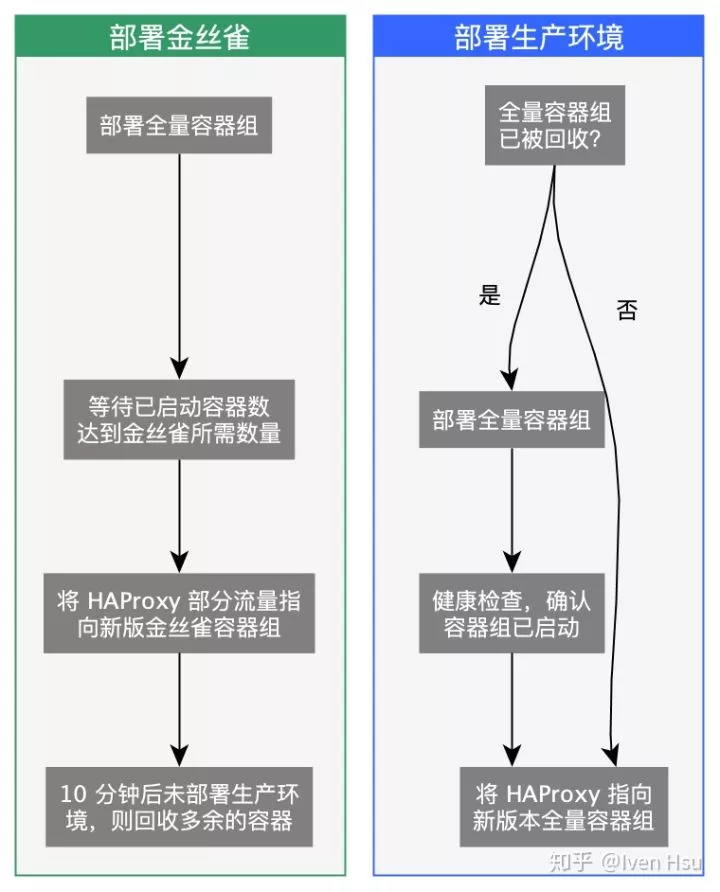 部署金丝雀
部署全量容器组
等待已启动容器数
达到金丝雀所需数量
将 HAProxy 部分流量指
向新版金丝雀容器组
10 分钟后未部署生产环
境，则回收多余的容器
部署生产环境
全量容器组
已被回收？
是
否
部署全量容器组
健康检查，确认
容器组已启动
将 HAProxy 指向
新版本全量容器组
知乎 @Iven Hsu